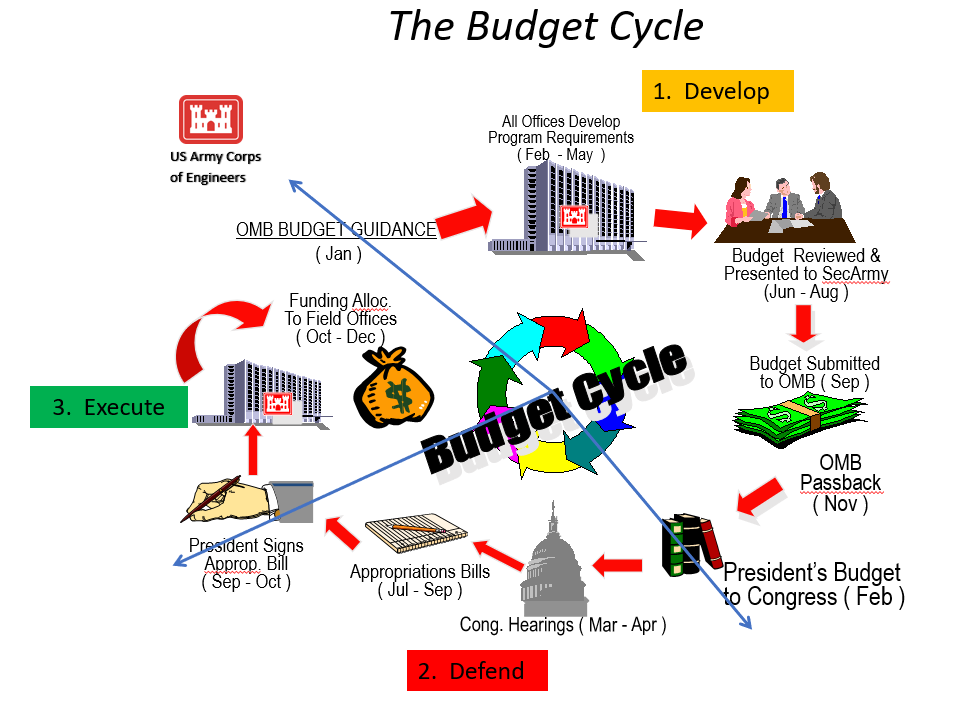 The Budget Cycle
1.  Develop
US Army Corps
of Engineers
All Offices Develop
Program Requirements
( Feb  - May  )
OMB BUDGET GUIDANCE
( Jan )
Budget  Reviewed &
Presented to SecArmy
(Jun - Aug )
Funding Alloc.
To Field Offices
( Oct - Dec )
Budget Submitted
to OMB ( Sep )
Budget Cycle
3.  Execute
OMB
Passback
( Nov )
President Signs
Approp. Bill
( Sep - Oct )
Appropriations Bills
( Jul - Sep )
President's Budget
to Congress ( Feb )
Cong. Hearings ( Mar - Apr )
2.  Defend